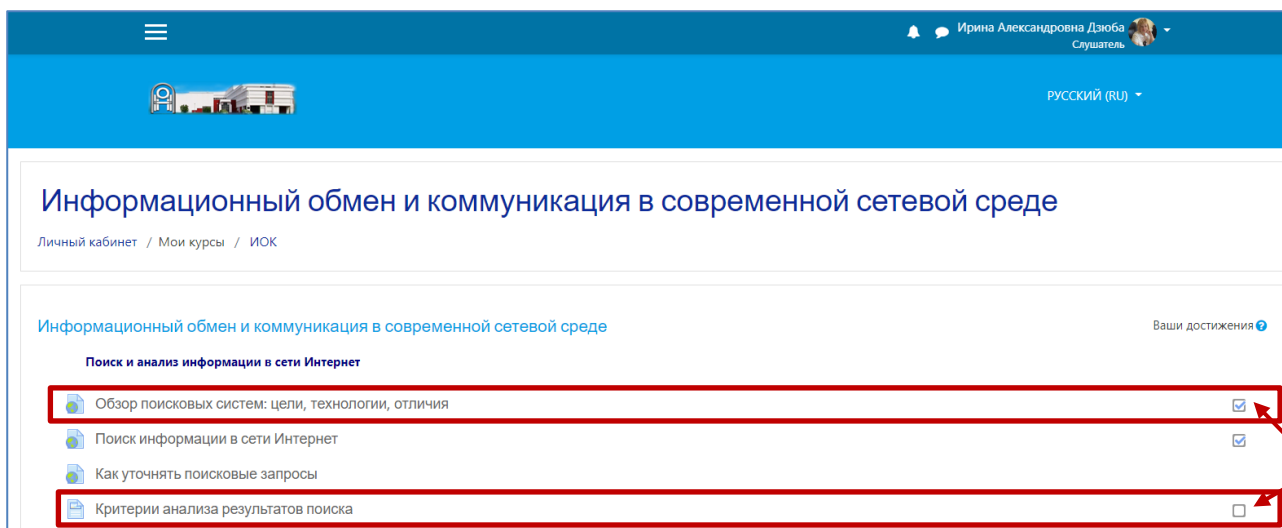 Ирина Александровна Дзюба
Слушатель
РУССКИЙ (RU)
Информационный обмен и коммуникация в современной сетевой среде
Личный кабинет / Мои курсы / ИОК
Информационный обмен и коммуникация в современной сетевой среде
Ваши достижения
Поиск и анализ информации в сети Интернет
Обзор поисковых систем: цели, технологии, отличия
Поиск информации в сети Интернет
Как уточнять поисковые запросы
Критерии анализа результатов поиска